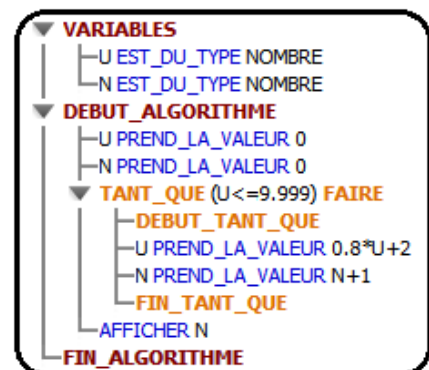 VARIABLES
U EST_DU_TYPE NOMBRE
N EST_DU_TYPE NOMBRE
DEBUT_ALGORITHME
U PREND_LA_VALEUR 0
N PREND_LA_VALEUR 0
TANT_QUE (U<=9.999) FAIRE
DEBUT_TANT_QUE
U PREND_LA_VALEUR 0.8*U+2
N PREND_LA_VALEUR N+1
FIN_TANT_QUE
AFFICHER N
FIN_ALGORITHME